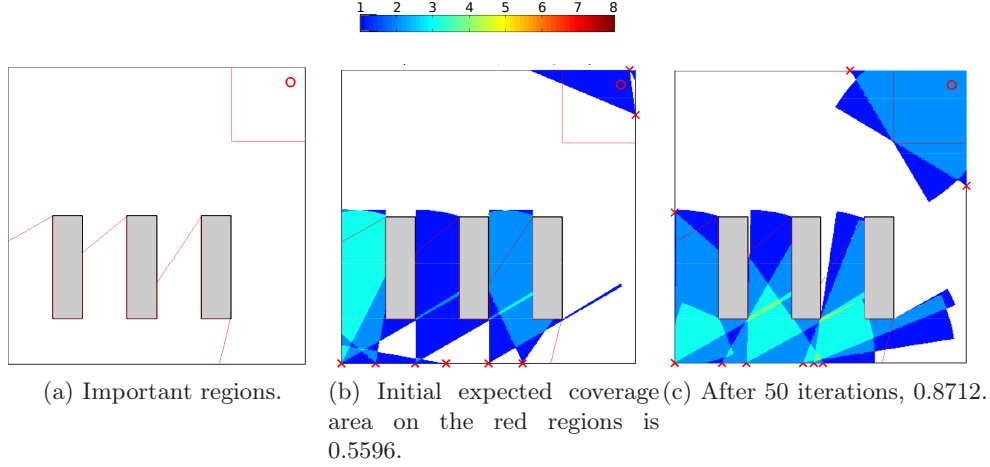 1 2 3 4 5 6 7 8
(a) Important regions.
(b) Initial expected coverage
area on the red regions is
0.5596.
(c) After 50 iterations, 0.8712.